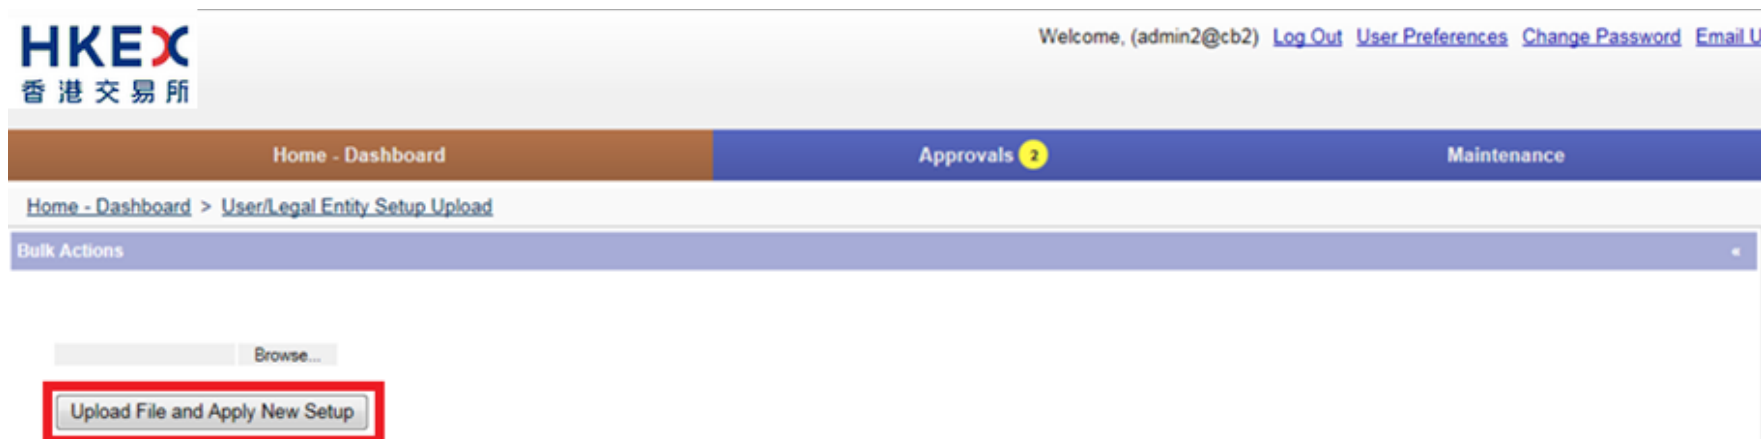 HKEX
香港交易所
Welcome, (admin2@cb2) Log Out User Preferences Change Password Email U
Home - Dashboard Approvals 2 Maintenance
Home - Dashboard > User/Legal Entity Setup Upload
Bulk Actions «
Browse...
Upload File and Apply New Setup